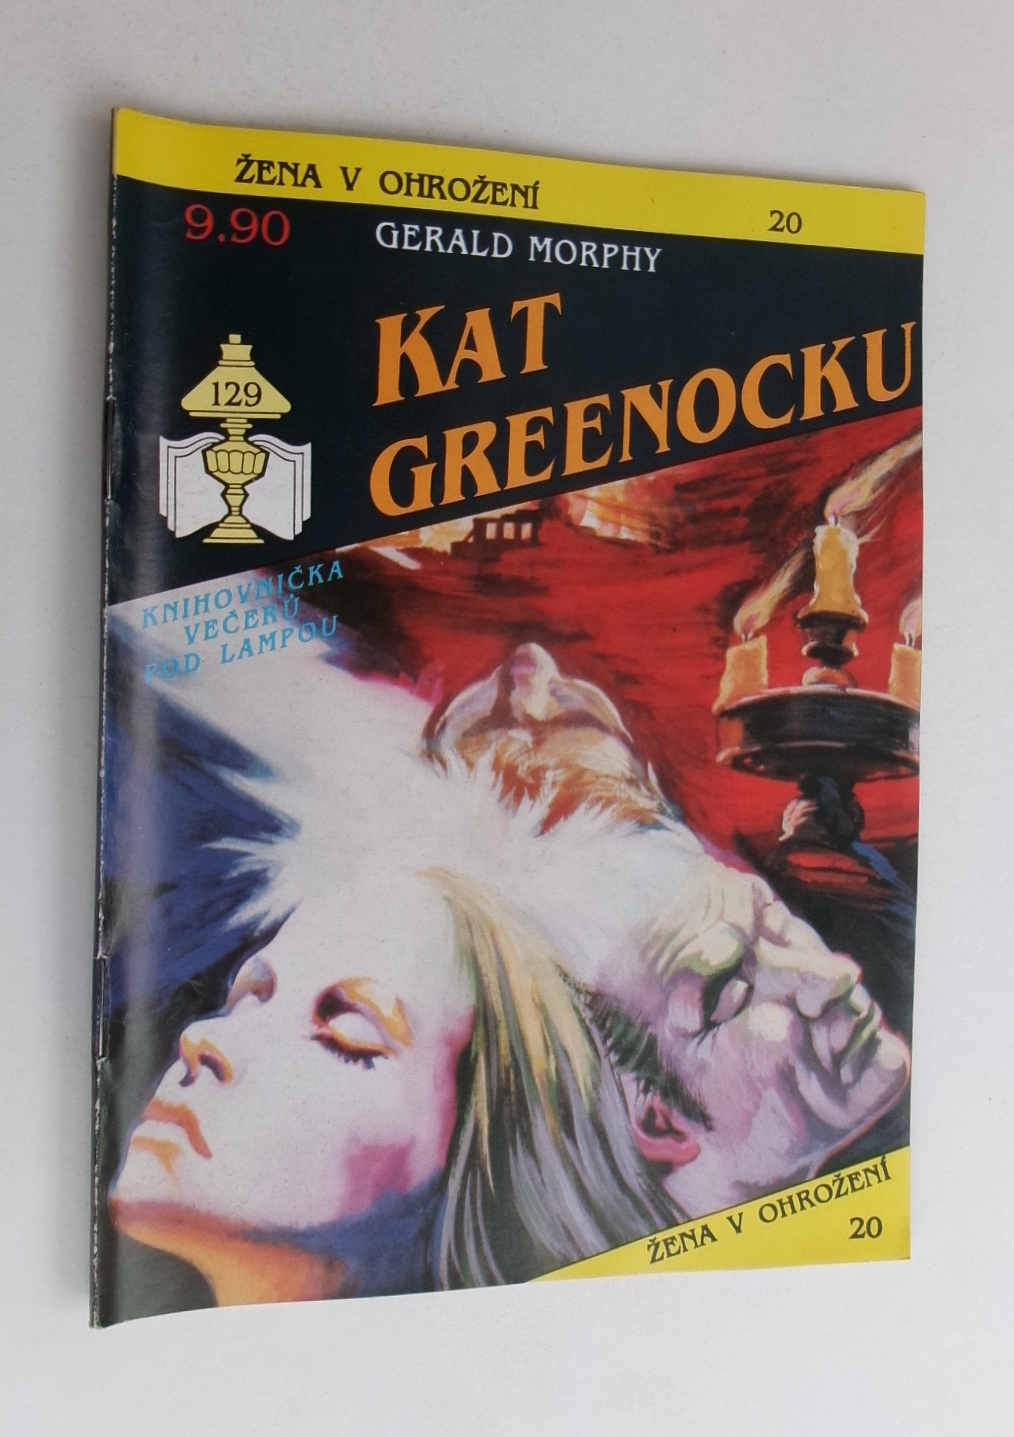 ŽENA V OHROŽENÍ
20
9.90
GERALD MORPHY
KAT
GREENOCKU
129
KNIHOVNIČKA
VEČERŮ
POD LAMPOU
ŽENA V OHROŽENÍ
20